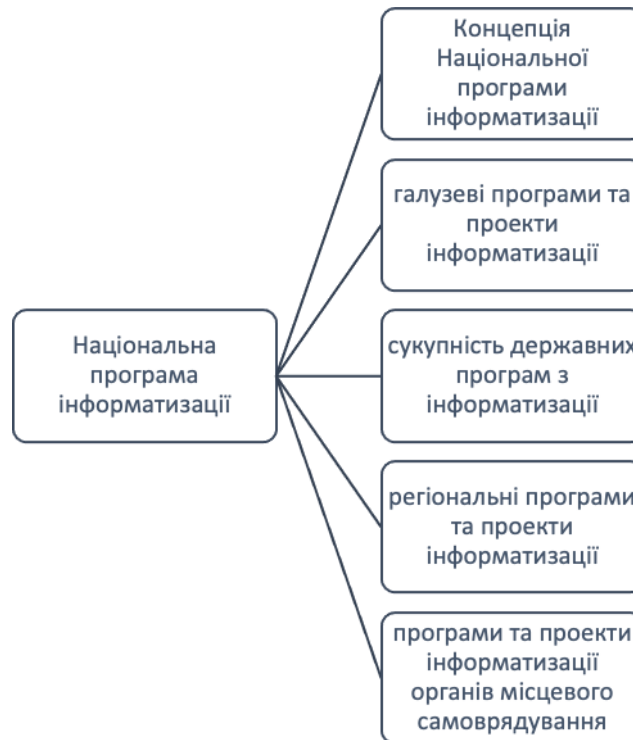 Концепція
Національної
програми
інформатизації
галузеві програми та
проекти
інформатизації
Національна
програма
інформатизації
сукупність державних
програм з
інформатизації
регіональні програми
та проекти
інформатизації
програми та проекти
інформатизації
органів місцевого
самоврядування